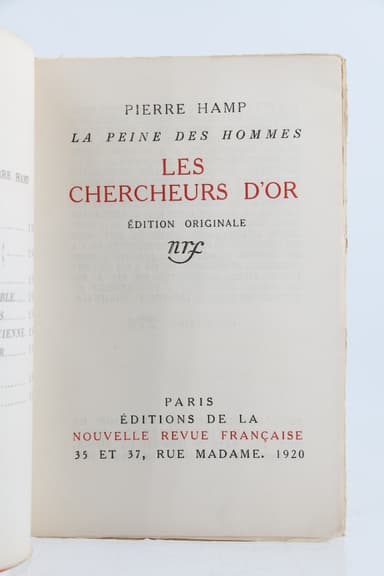 PIERRE HAMP
LA PEINE DES HOMMES
LES
CHERCHEURS D'OR
ÉDITION ORIGINALE
nrf
PARIS
ÉDITIONS DE LA
NOUVELLE REVUE FRANÇAISE
35 ET 37, RUE MADAME. 1920